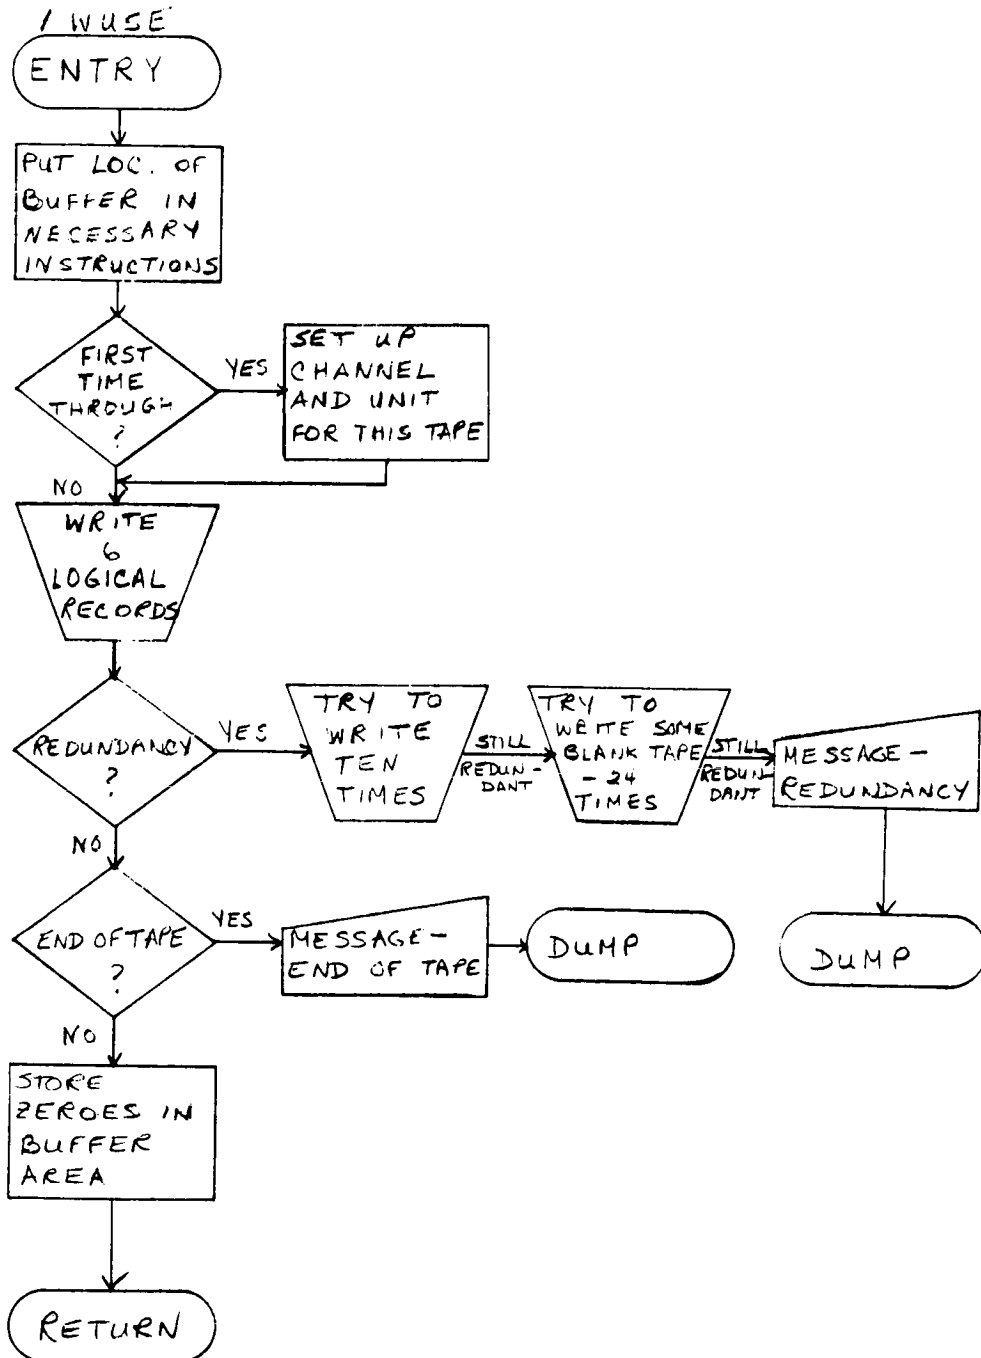 / WUSE
ENTRY
PUT LOC. OF
BUFFER IN
NECESSARY
INSTRUCTIONS
FIRST
TIME
THROUGH
?
YES
SET UP
CHANNEL
AND UNIT
FOR THIS TAPE
NO
WRITE
6
LOGICAL
RECORDS
REDUNDANCY
?
YES
TRY TO
WRITE
TEN
TIMES
STILL
REDUN-
DANT
TRY TO
WRITE SOME
BLANK TAPE
- 24
TIMES
STILL
REDUN-
DANT
MESSAGE -
REDUNDANCY
DUMP
NO
END OF TAPE
?
YES
MESSAGE -
END OF TAPE
DUMP
NO
STORE
ZEROES IN
BUFFER
AREA
RETURN